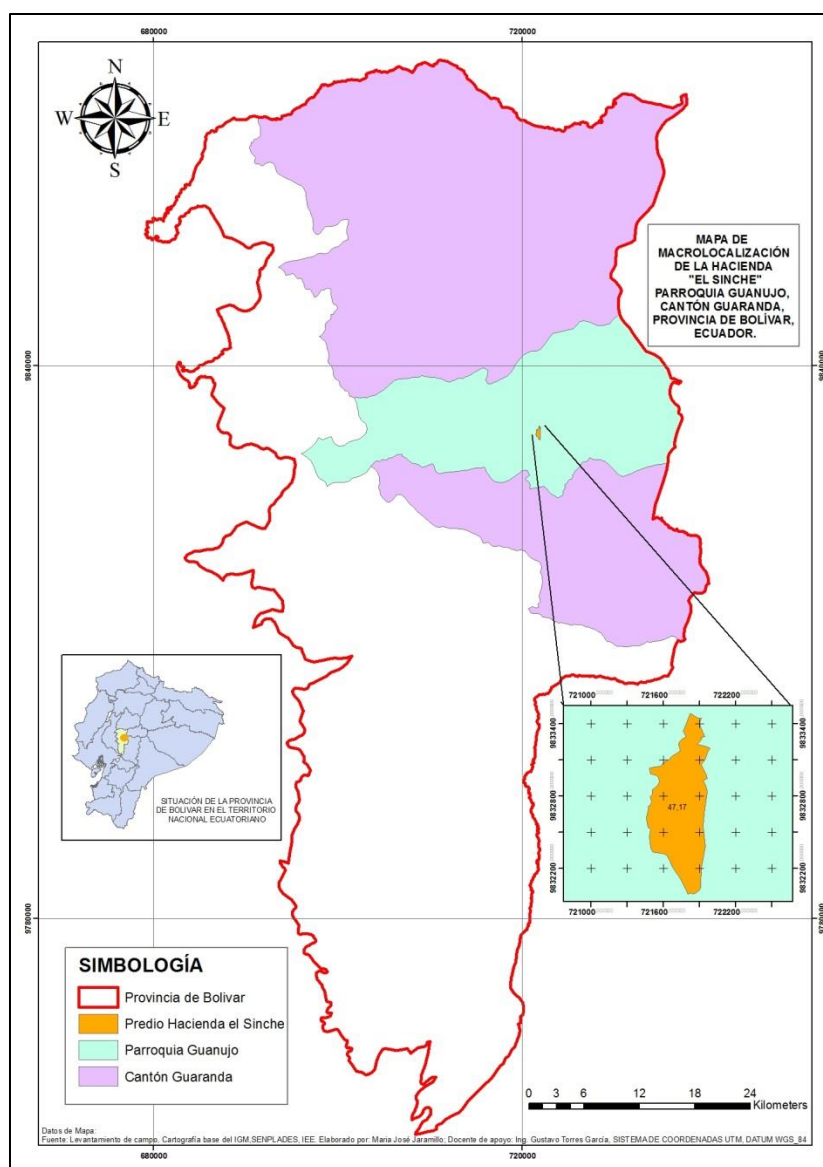 680000
720000
N
W E
S
MAPA DE
MACROLOCALIZACIÓN
DE LA HACIENDA
"EL SINCHE"
PARROQUIA GUANUJO,
CANTÓN GUARANDA,
PROVINCIA DE BOLÍVAR,
ECUADOR.
9840000
9840000
721000
721600
722200
9833400
9833400
47,17
9832800
9832800
9832200
9832200
721000
721600
722200
SITUACIÓN DE LA PROVINCIA
DE BOLIVAR EN EL TERRITORIO
NACIONAL ECUATORIANO
9780000
9780000
SIMBOLOGÍA
Provincia de Bolivar
Predio Hacienda el Sinche
Parroquia Guanujo
Cantón Guaranda
0 3 6 12 18 24
Kilometers
Datos de Mapa:
Fuente: Levantamiento de campo, Cartografía base del IGM,SENPLADES, IEE. Elaborado por: Maria José Jaramillo; Docente de apoyo: Ing. Gustavo Torres García, SISTEMA DE COORDENADAS UTM, DATUM WGS_84
680000
720000